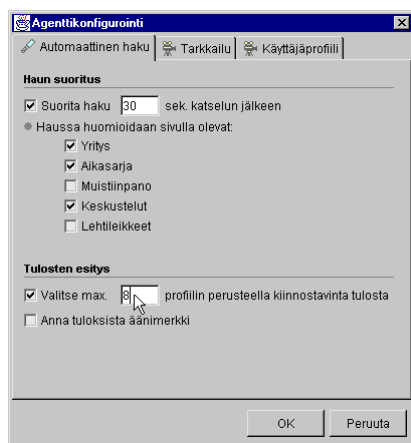 Agenttikonfigurointi
Automaattinen haku Tarkkailu Käyttäjäprofiili
Haun suoritus
Suorita haku 30 sek. katselun jälkeen
Haussa huomioidaan sivulla olevat:
Yritys
Aikasarja
Muistiinpano
Keskustelut
Lehtileikkeet
Tulosten esitys
Valitse max. 8 profiilin perusteella kiinnostavinta tulosta
Anna tuloksista äänimerkki
OK Peruuta